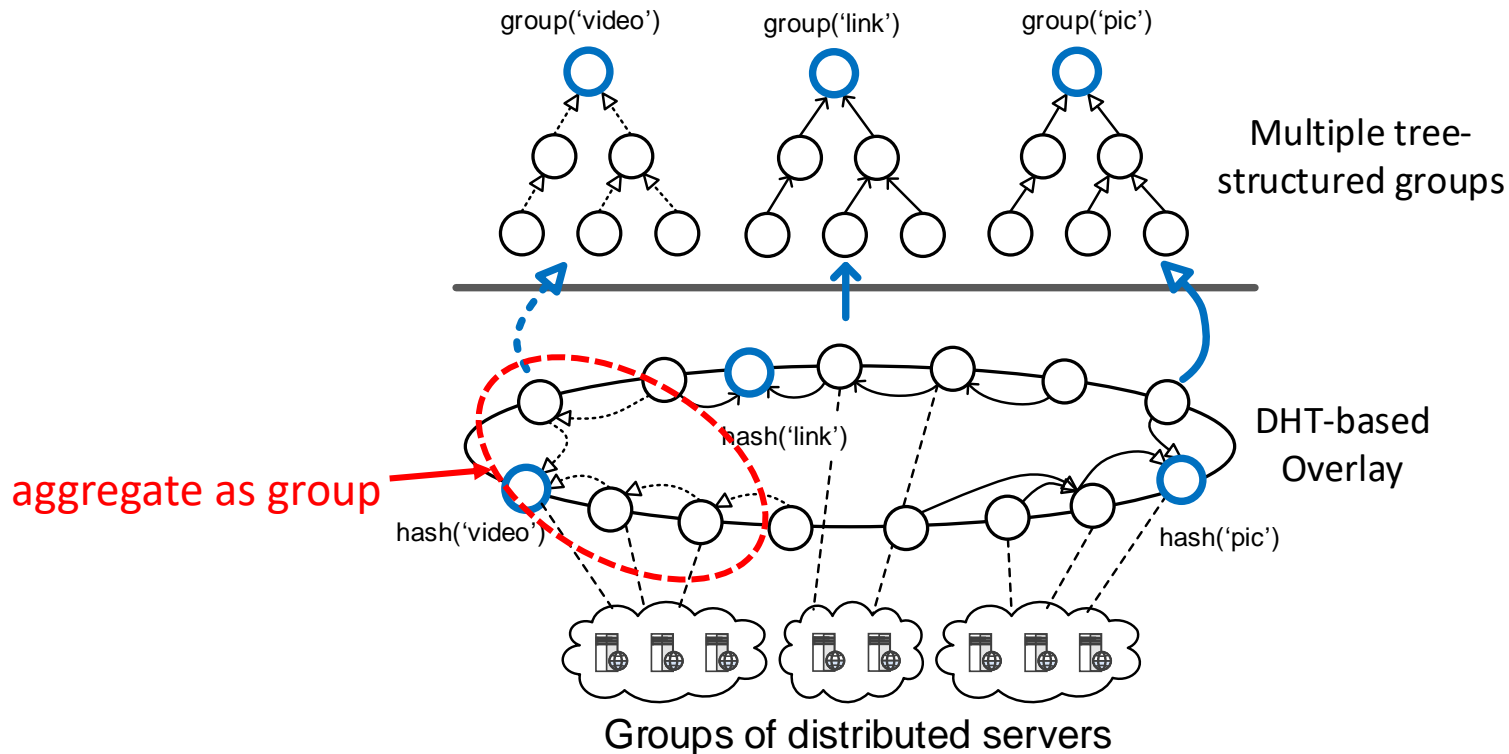 group('video')
group('link')
group('pic')
Multiple tree-
structured groups
hash('link')
DHT-based
Overlay
aggregate as group
hash('video')
hash('pic')
Groups of distributed servers